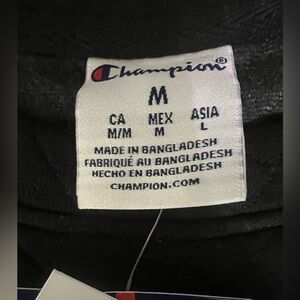 Champion®
M
CA MEX ASIA
M/M M L
MADE IN BANGLADESH
FABRIQUÉ AU BANGLADESH
HECHO EN BANGLADESH
CHAMPION.COM